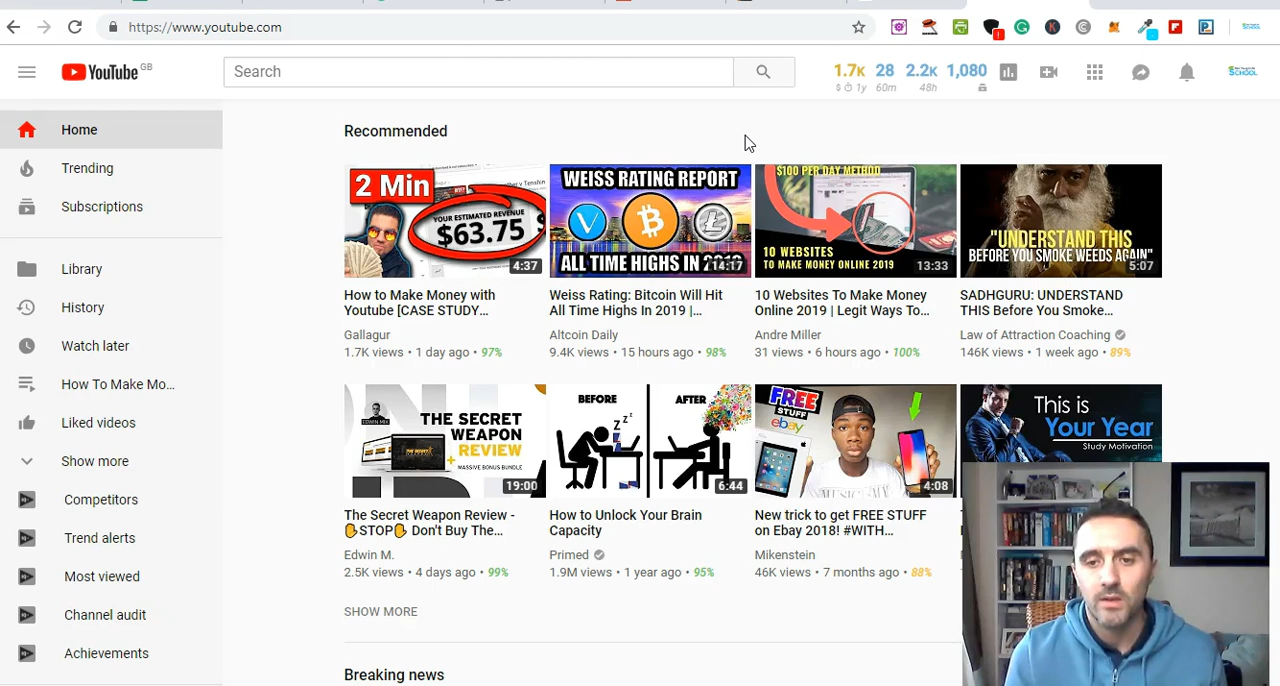 https://www.youtube.com
YouTube GB
Search
1.7K 28 2.2K 1,080
$ 1y 60m 48h
SCHOOL
Home
Trending
Subscriptions
Library
History
Watch later
How To Make Mo...
Liked videos
Show more
Competitors
Trend alerts
Most viewed
Channel audit
Achievements
Recommended
2 Min
YOUR ESTIMATED REVENUE
$63.75
4:37
How to Make Money with
Youtube [CASE STUDY...
Gallagur
1.7K views • 1 day ago • 97%
WEISS RATING REPORT
ALL TIME HIGHS IN 2019
14:17
Weiss Rating: Bitcoin Will Hit
All Time Highs In 2019 |...
Altcoin Daily
9.4K views • 15 hours ago • 98%
$100 PER DAY METHOD
10 WEBSITES
TO MAKE MONEY ONLINE 2019
13:33
10 Websites To Make Money
Online 2019 | Legit Ways To...
Andre Miller
31 views • 6 hours ago • 100%
"UNDERSTAND THIS
BEFORE YOU SMOKE WEEDS AGAIN"
5:07
SADHGURU: UNDERSTAND
THIS Before You Smoke...
Law of Attraction Coaching
146K views • 1 week ago • 89%
EDWIN MIK
THE SECRET
WEAPON
REVIEW
+ MASSIVE BONUS BUNDLE
19:00
The Secret Weapon Review -
✋STOP✋ Don't Buy The...
Edwin M.
2.5K views • 4 days ago • 99%
BEFORE AFTER
6:44
How to Unlock Your Brain
Capacity
Primed
1.9M views • 1 year ago • 95%
FREE
STUFF
ebay
4:08
New trick to get FREE STUFF
on Ebay 2018! #WITH...
Mikenstein
46K views • 7 months ago • 88%
This is
Your Year
Study Motivation
SHOW MORE
Breaking news